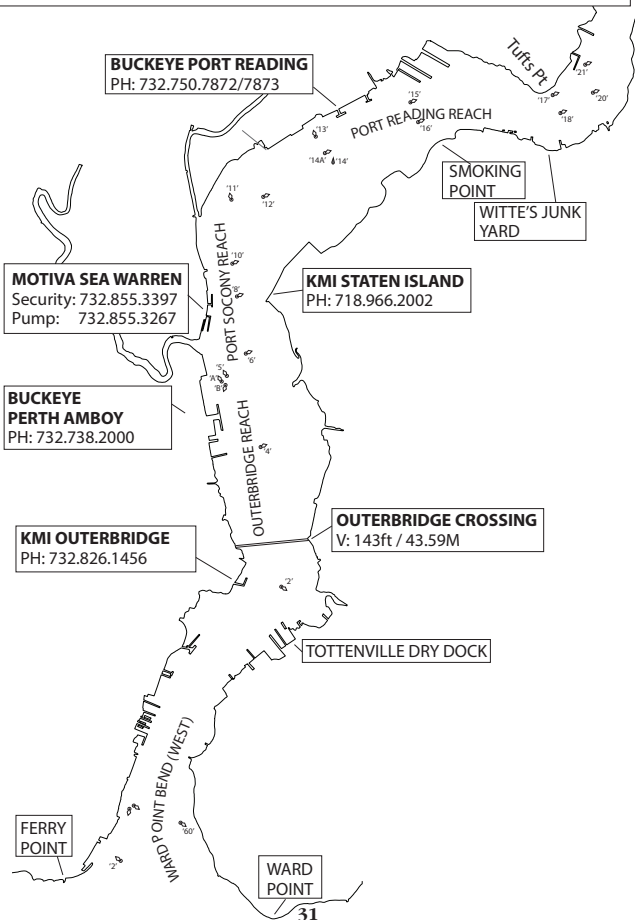 Tufts Pt
BUCKEYE PORT READING
PH: 732.750.7872/7873
'21'
'20'
'17'
'18'
'15'
'16'
PORT READING REACH
'13'
'14A'
'14'
SMOKING
POINT
WITTE'S JUNK
YARD
'11'
'12'
'10'
'8'
PORT SOCONY REACH
MOTIVA SEA WARREN
Security: 732.855.3397
Pump: 732.855.3267
KMI STATEN ISLAND
PH: 718.966.2002
'6'
'5'
'A'
'B'
BUCKEYE
PERTH AMBOY
PH: 732.738.2000
'4'
OUTERBRIDGE REACH
OUTERBRIDGE CROSSING
V: 143ft / 43.59M
KMI OUTERBRIDGE
PH: 732.826.1456
'2'
TOTTENVILLE DRY DOCK
WARD POINT BEND (WEST)
'60'
'2'
FERRY
POINT
WARD
POINT
31